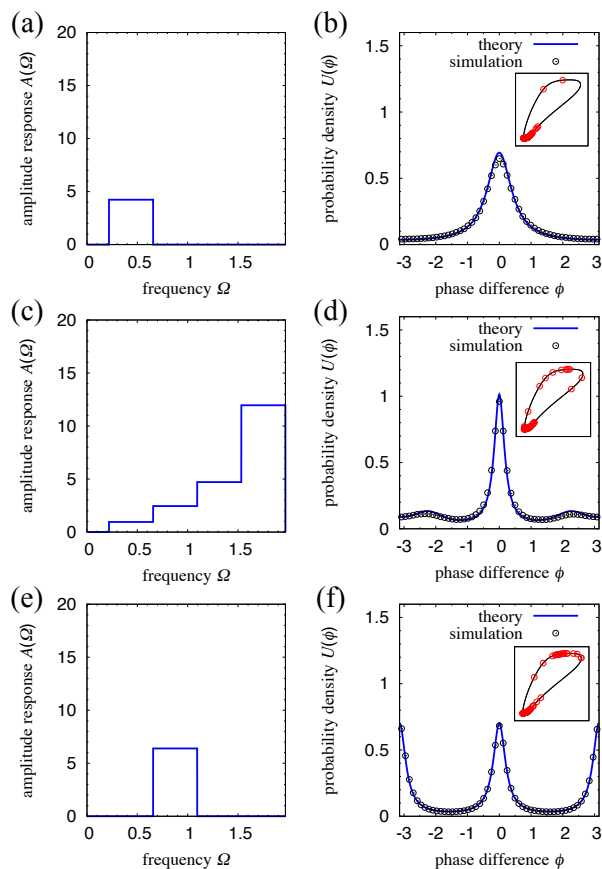 (a)
20
15
10
5
0
0 0.5 1 1.5
amplitude response A(Ω)
frequency Ω
(b)
1.5
1
0.5
0
-3 -2 -1 0 1 2 3
probability density U(ϕ)
phase difference ϕ
theory
simulation
(c)
20
15
10
5
0
0 0.5 1 1.5
amplitude response A(Ω)
frequency Ω
(d)
1.5
1
0.5
0
-3 -2 -1 0 1 2 3
probability density U(ϕ)
phase difference ϕ
theory
simulation
(e)
20
15
10
5
0
0 0.5 1 1.5
amplitude response A(Ω)
frequency Ω
(f)
1.5
1
0.5
0
-3 -2 -1 0 1 2 3
probability density U(ϕ)
phase difference ϕ
theory
simulation